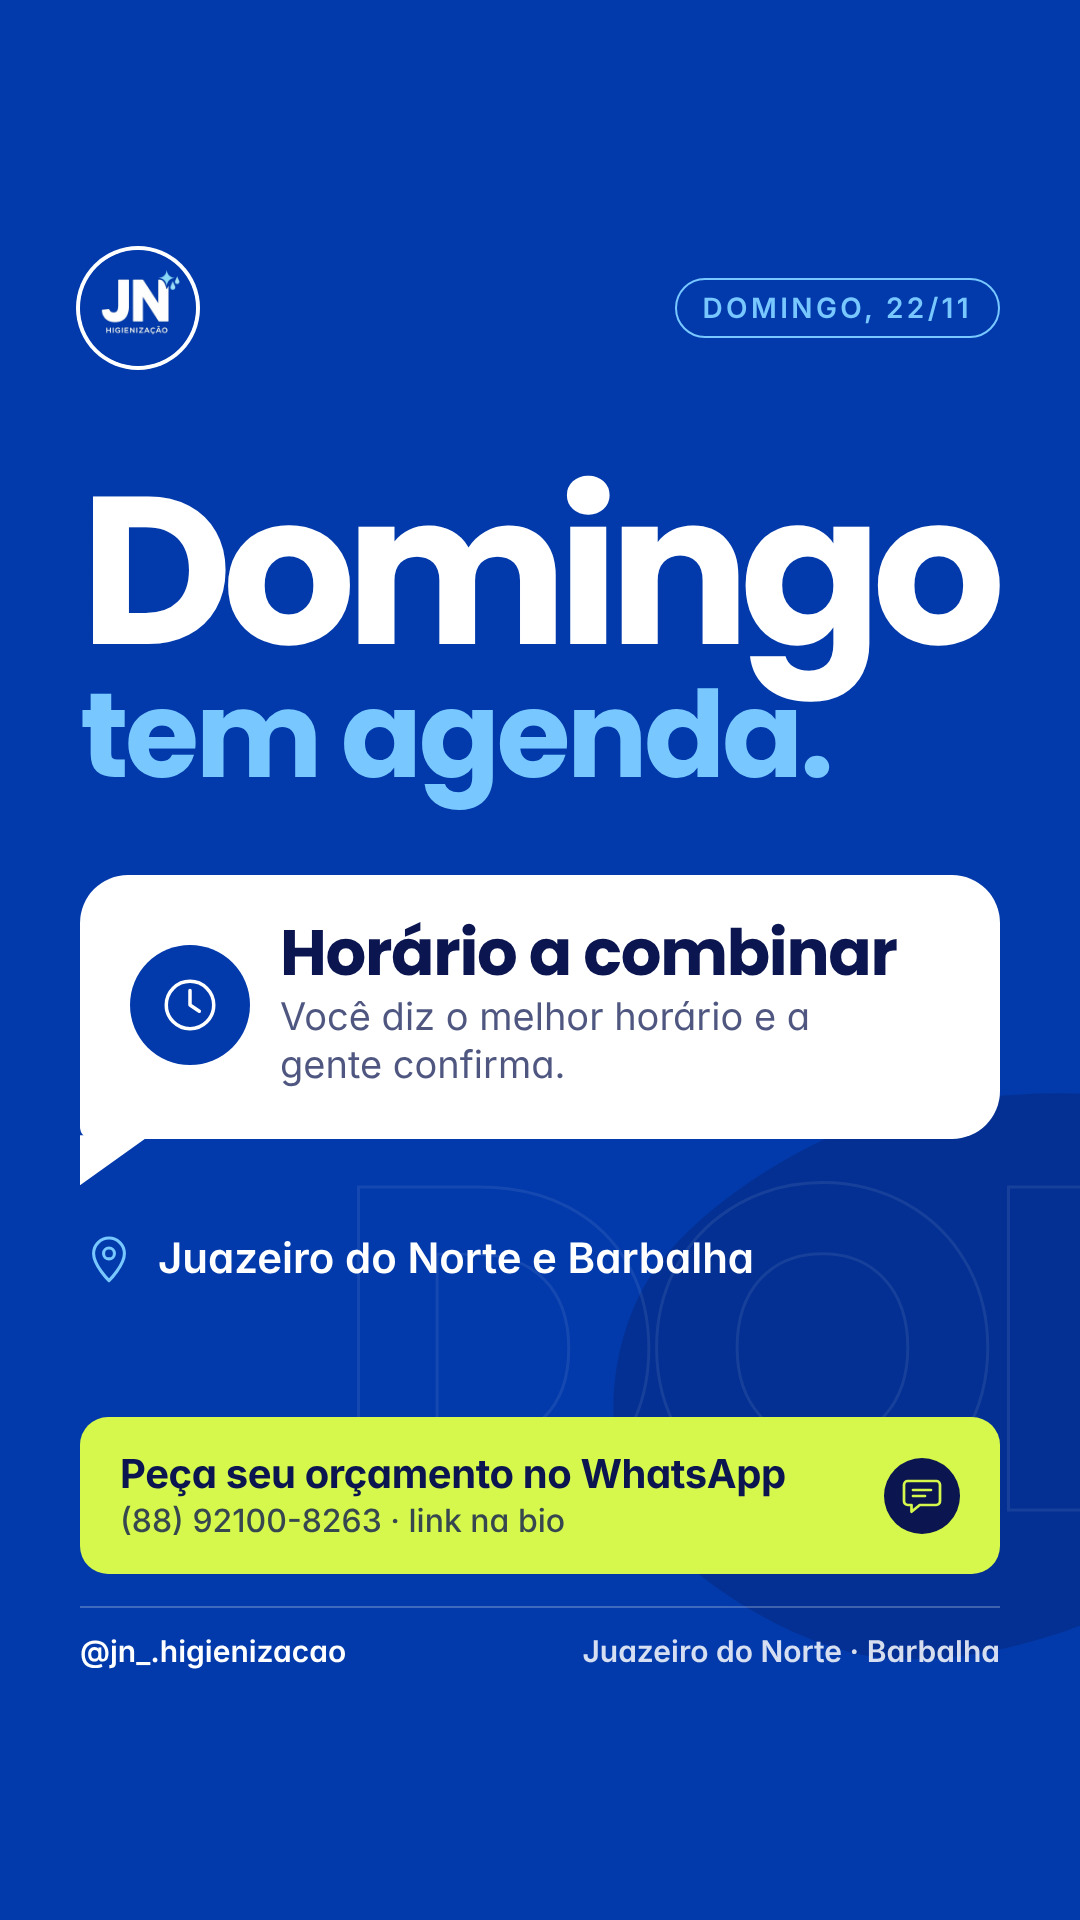 JN
HIGIENIZAÇÃO
DOMINGO, 22/11
Domingo
tem agenda.
Horário a combinar
Você diz o melhor horário e a
gente confirma.
Juazeiro do Norte e Barbalha
Peça seu orçamento no WhatsApp
(88) 92100-8263 · link na bio
@jn_.higienizacao
Juazeiro do Norte · Barbalha